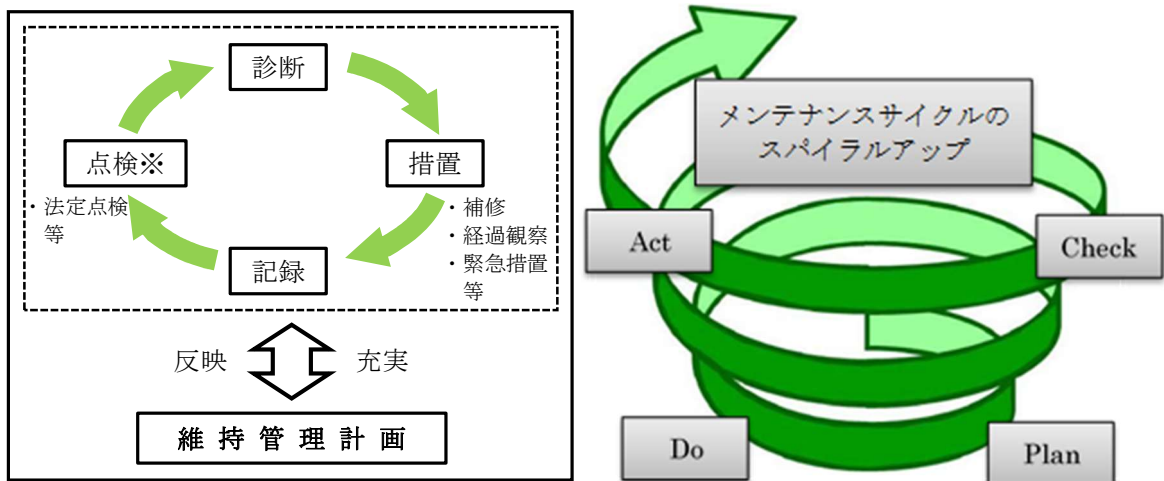 診断
点検※
・法定点検
等
措置
・補修
・経過観察
・緊急措置
等
記録
反映
充実
維持管理計画
メンテナンスサイクルの
スパイラルアップ
Act
Check
Do
Plan